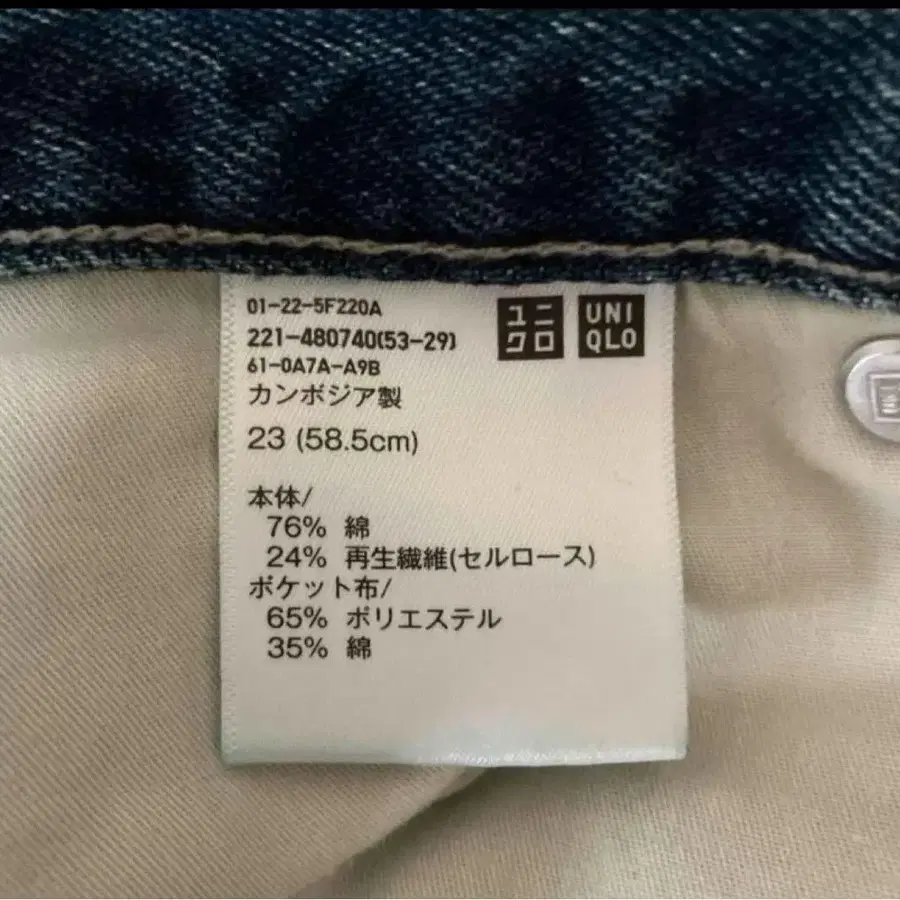 01-22-5F220A
221-480740(53-29)
61-0A7A-A9B
カンボジア製
23 (58.5cm)
ユニ
クロ
UNI
QLO
本体/
76% 綿
24% 再生繊維(セルロース)
ポケット布/
65% ポリエステル
35% 綿